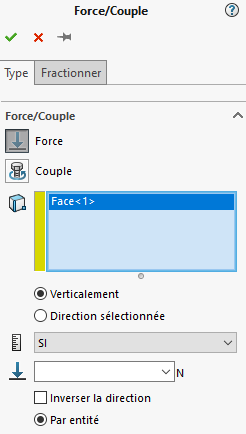 Force/Couple
Type
Fractionner
Force/Couple
Force
Couple
Face<1>
Verticalement
Direction sélectionnée
SI
N
Inverser la direction
Par entité